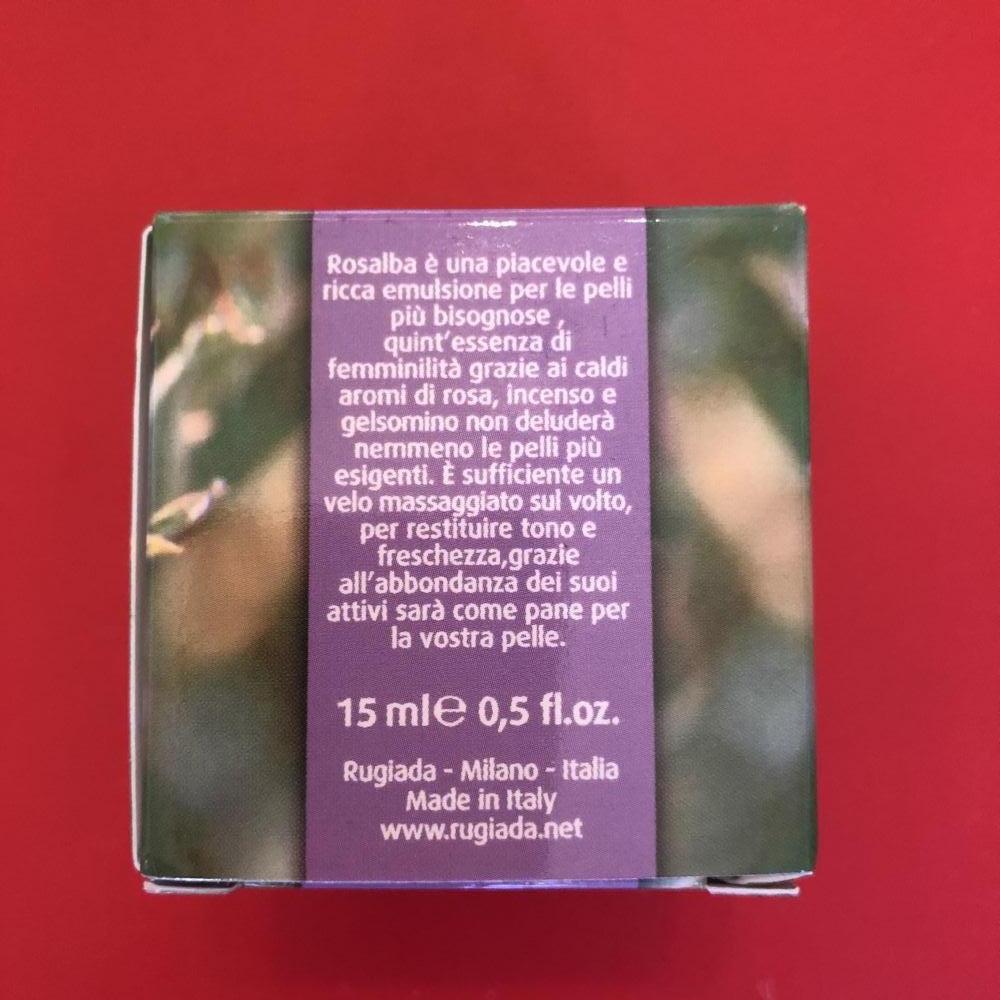 Rosalba è una piacevole e
ricca emulsione per le pelli
più bisognose ,
quint'essenza di
femminilità grazie ai caldi
aromi di rosa, incenso e
gelsomino non deluderà
nemmeno le pelli più
esigenti. È sufficiente un
velo massaggiato sul volto,
per restituire tono e
freschezza,grazie
all'abbondanza dei suoi
attivi sarà come pane per
la vostra pelle.
15 ml℮ 0,5 fl.oz.
Rugiada - Milano - Italia
Made in Italy
www.rugiada.net